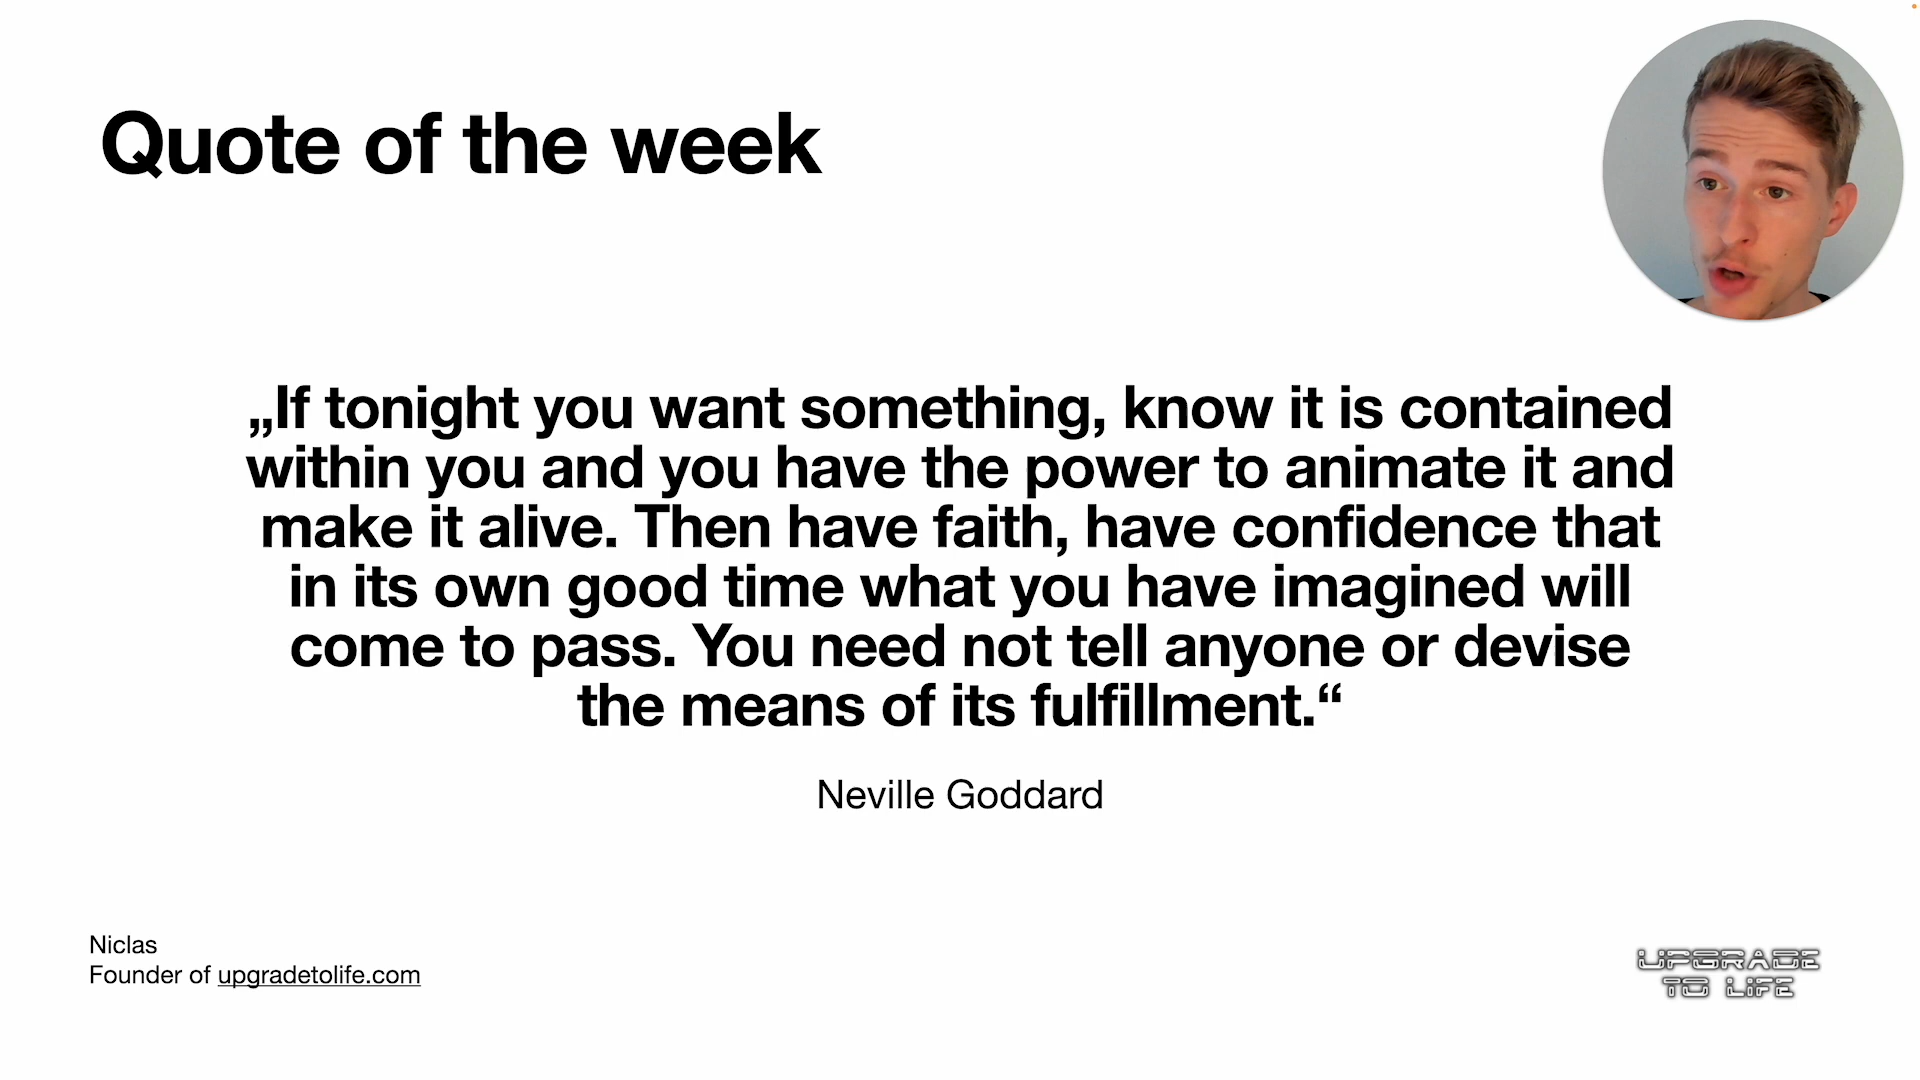 Quote of the week
„If tonight you want something, know it is contained
within you and you have the power to animate it and
make it alive. Then have faith, have confidence that
in its own good time what you have imagined will
come to pass. You need not tell anyone or devise
the means of its fulfillment.“
Neville Goddard
Niclas
Founder of upgradetolife.com
UPGRADE
TO LIFE